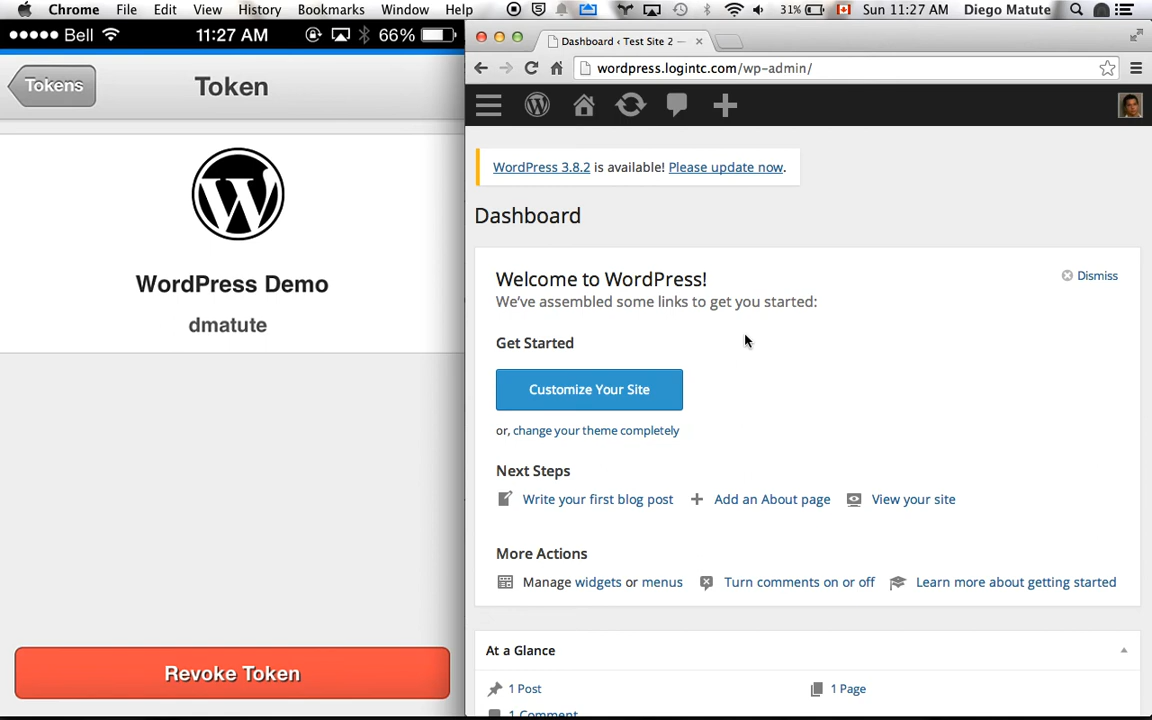 Chrome File Edit View History Bookmarks Window Help 31% Sun 11:27 AM Diego Matute
Bell 11:27 AM 66%
Tokens Token
WordPress Demo
dmatute
Revoke Token
Dashboard ‹ Test Site 2 —
wordpress.logintc.com/wp-admin/
WordPress 3.8.2 is available! Please update now.
Dashboard
Welcome to WordPress!
Dismiss
We've assembled some links to get you started:
Get Started
Customize Your Site
or, change your theme completely
Next Steps
Write your first blog post Add an About page View your site
More Actions
Manage widgets or menus Turn comments on or off Learn more about getting started
At a Glance
1 Post 1 Page
1 Comment